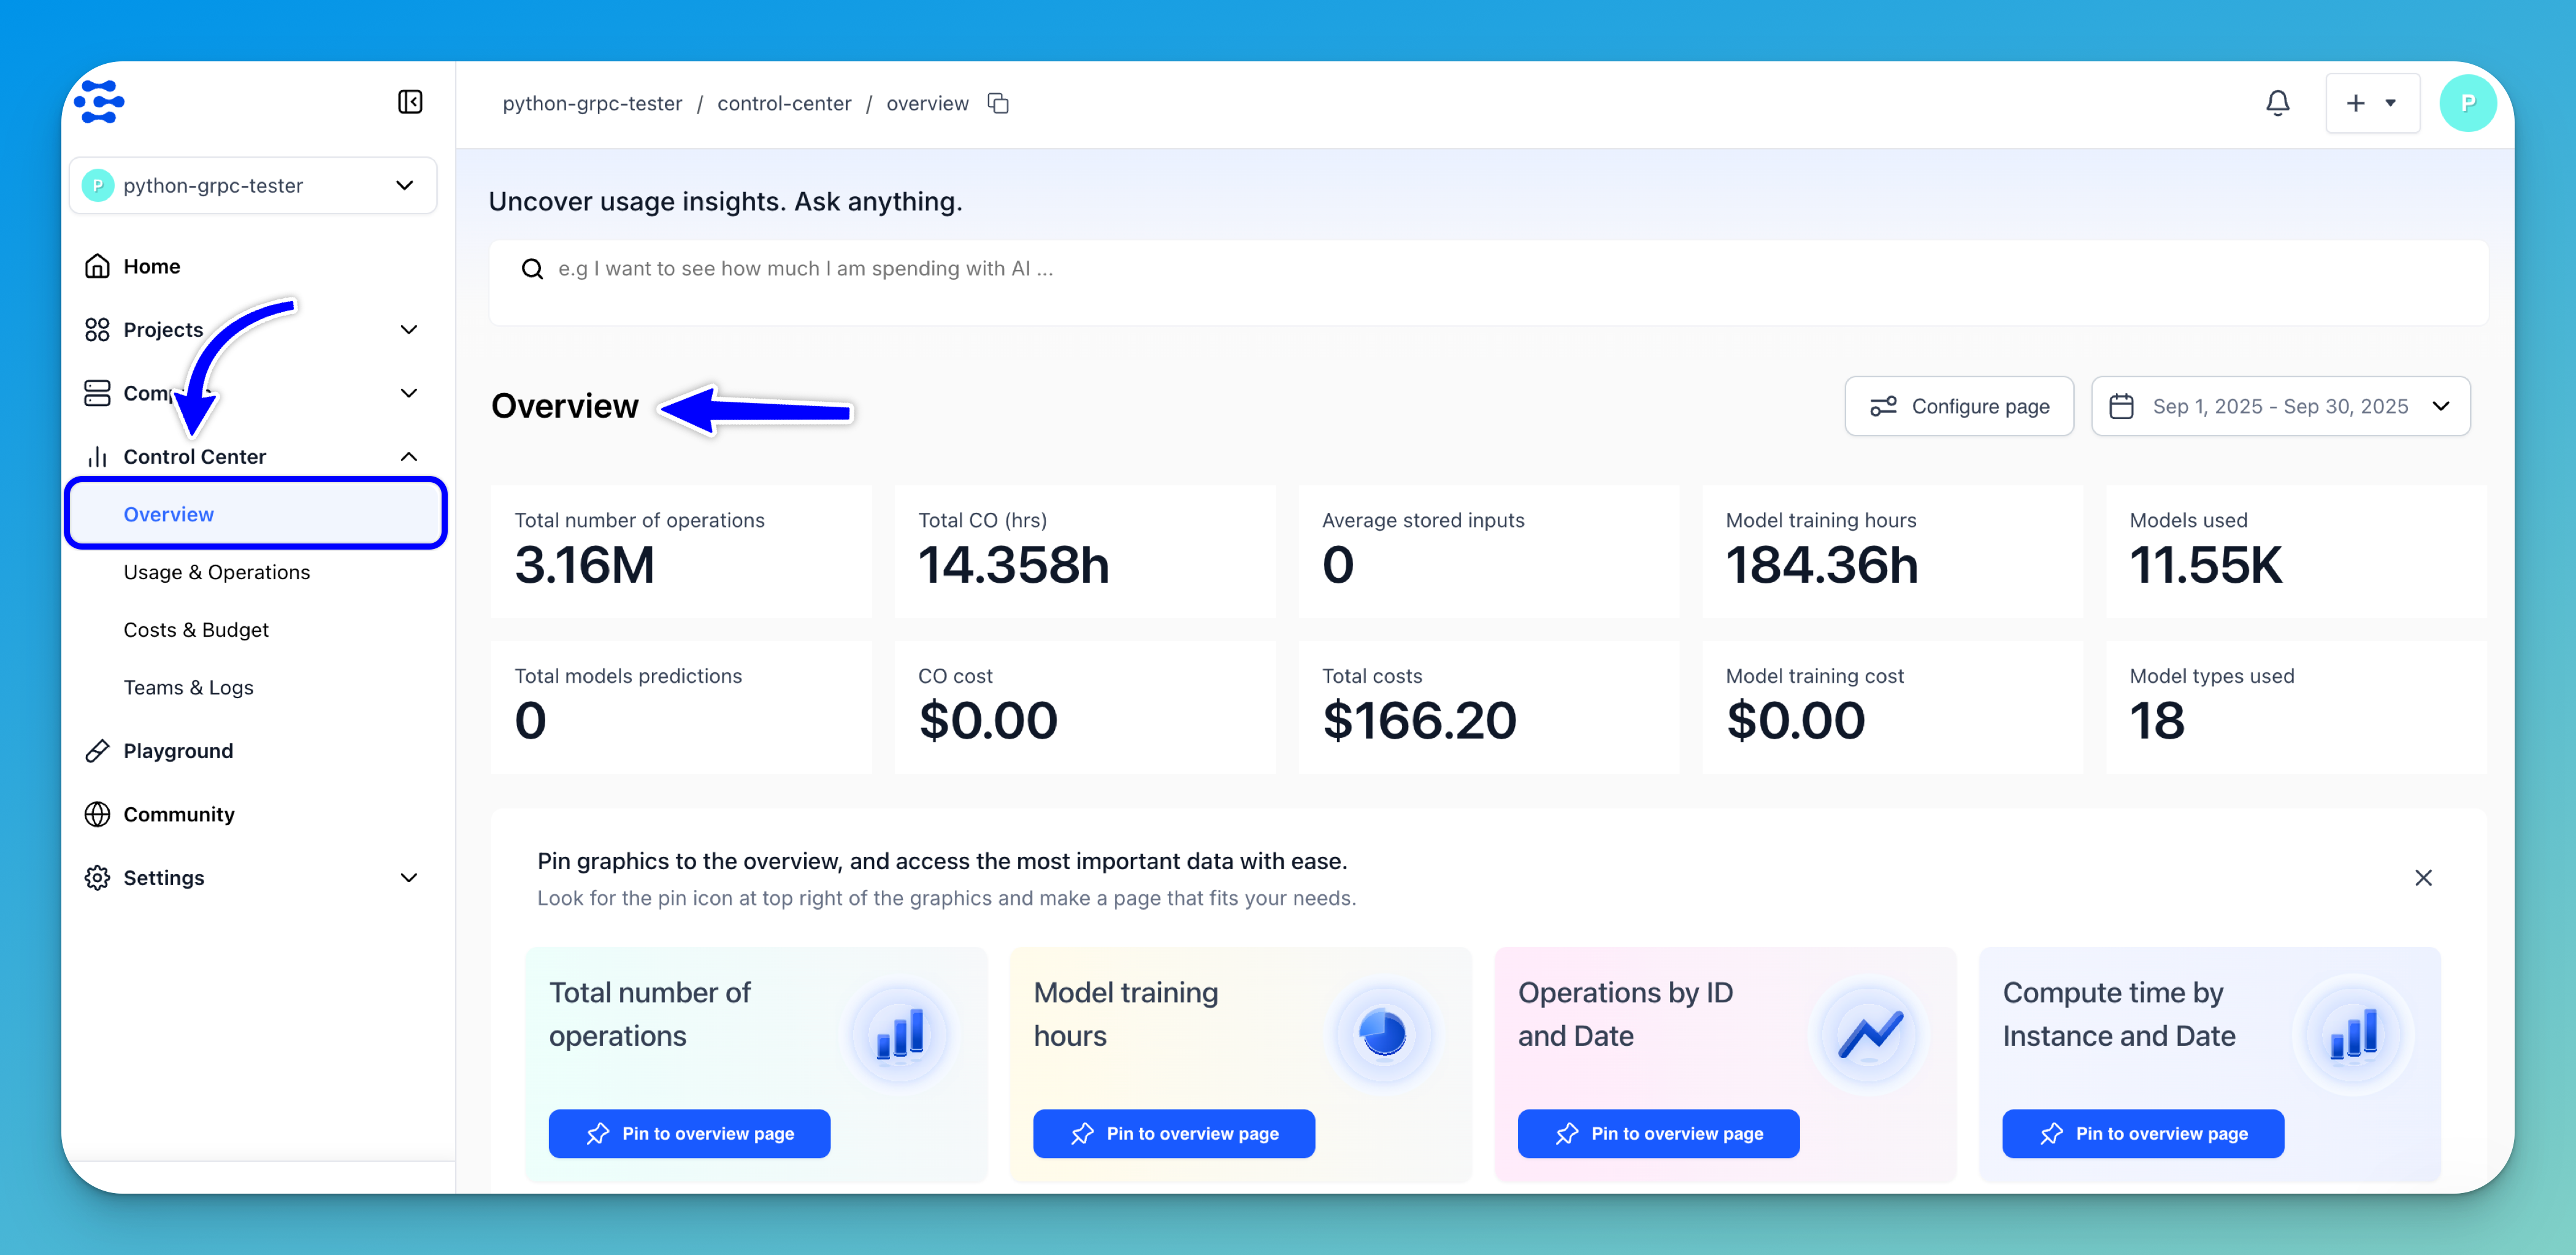 python-grpc-tester / control-center / overview
P
P python-grpc-tester
Home
Projects
Control Center
Overview
Usage & Operations
Costs & Budget
Teams & Logs
Playground
Community
Settings
Uncover usage insights. Ask anything.
e.g I want to see how much I am spending with AI ...
Overview
Configure page
Sep 1, 2025 - Sep 30, 2025
Total number of operations
3.16M
Total CO (hrs)
14.358h
Average stored inputs
0
Model training hours
184.36h
Models used
11.55K
Total models predictions
0
CO cost
$0.00
Total costs
$166.20
Model training cost
$0.00
Model types used
18
Pin graphics to the overview, and access the most important data with ease.
Look for the pin icon at top right of the graphics and make a page that fits your needs.
Total number of
operations
Pin to overview page
Model training
hours
Pin to overview page
Operations by ID
and Date
Pin to overview page
Compute time by
Instance and Date
Pin to overview page